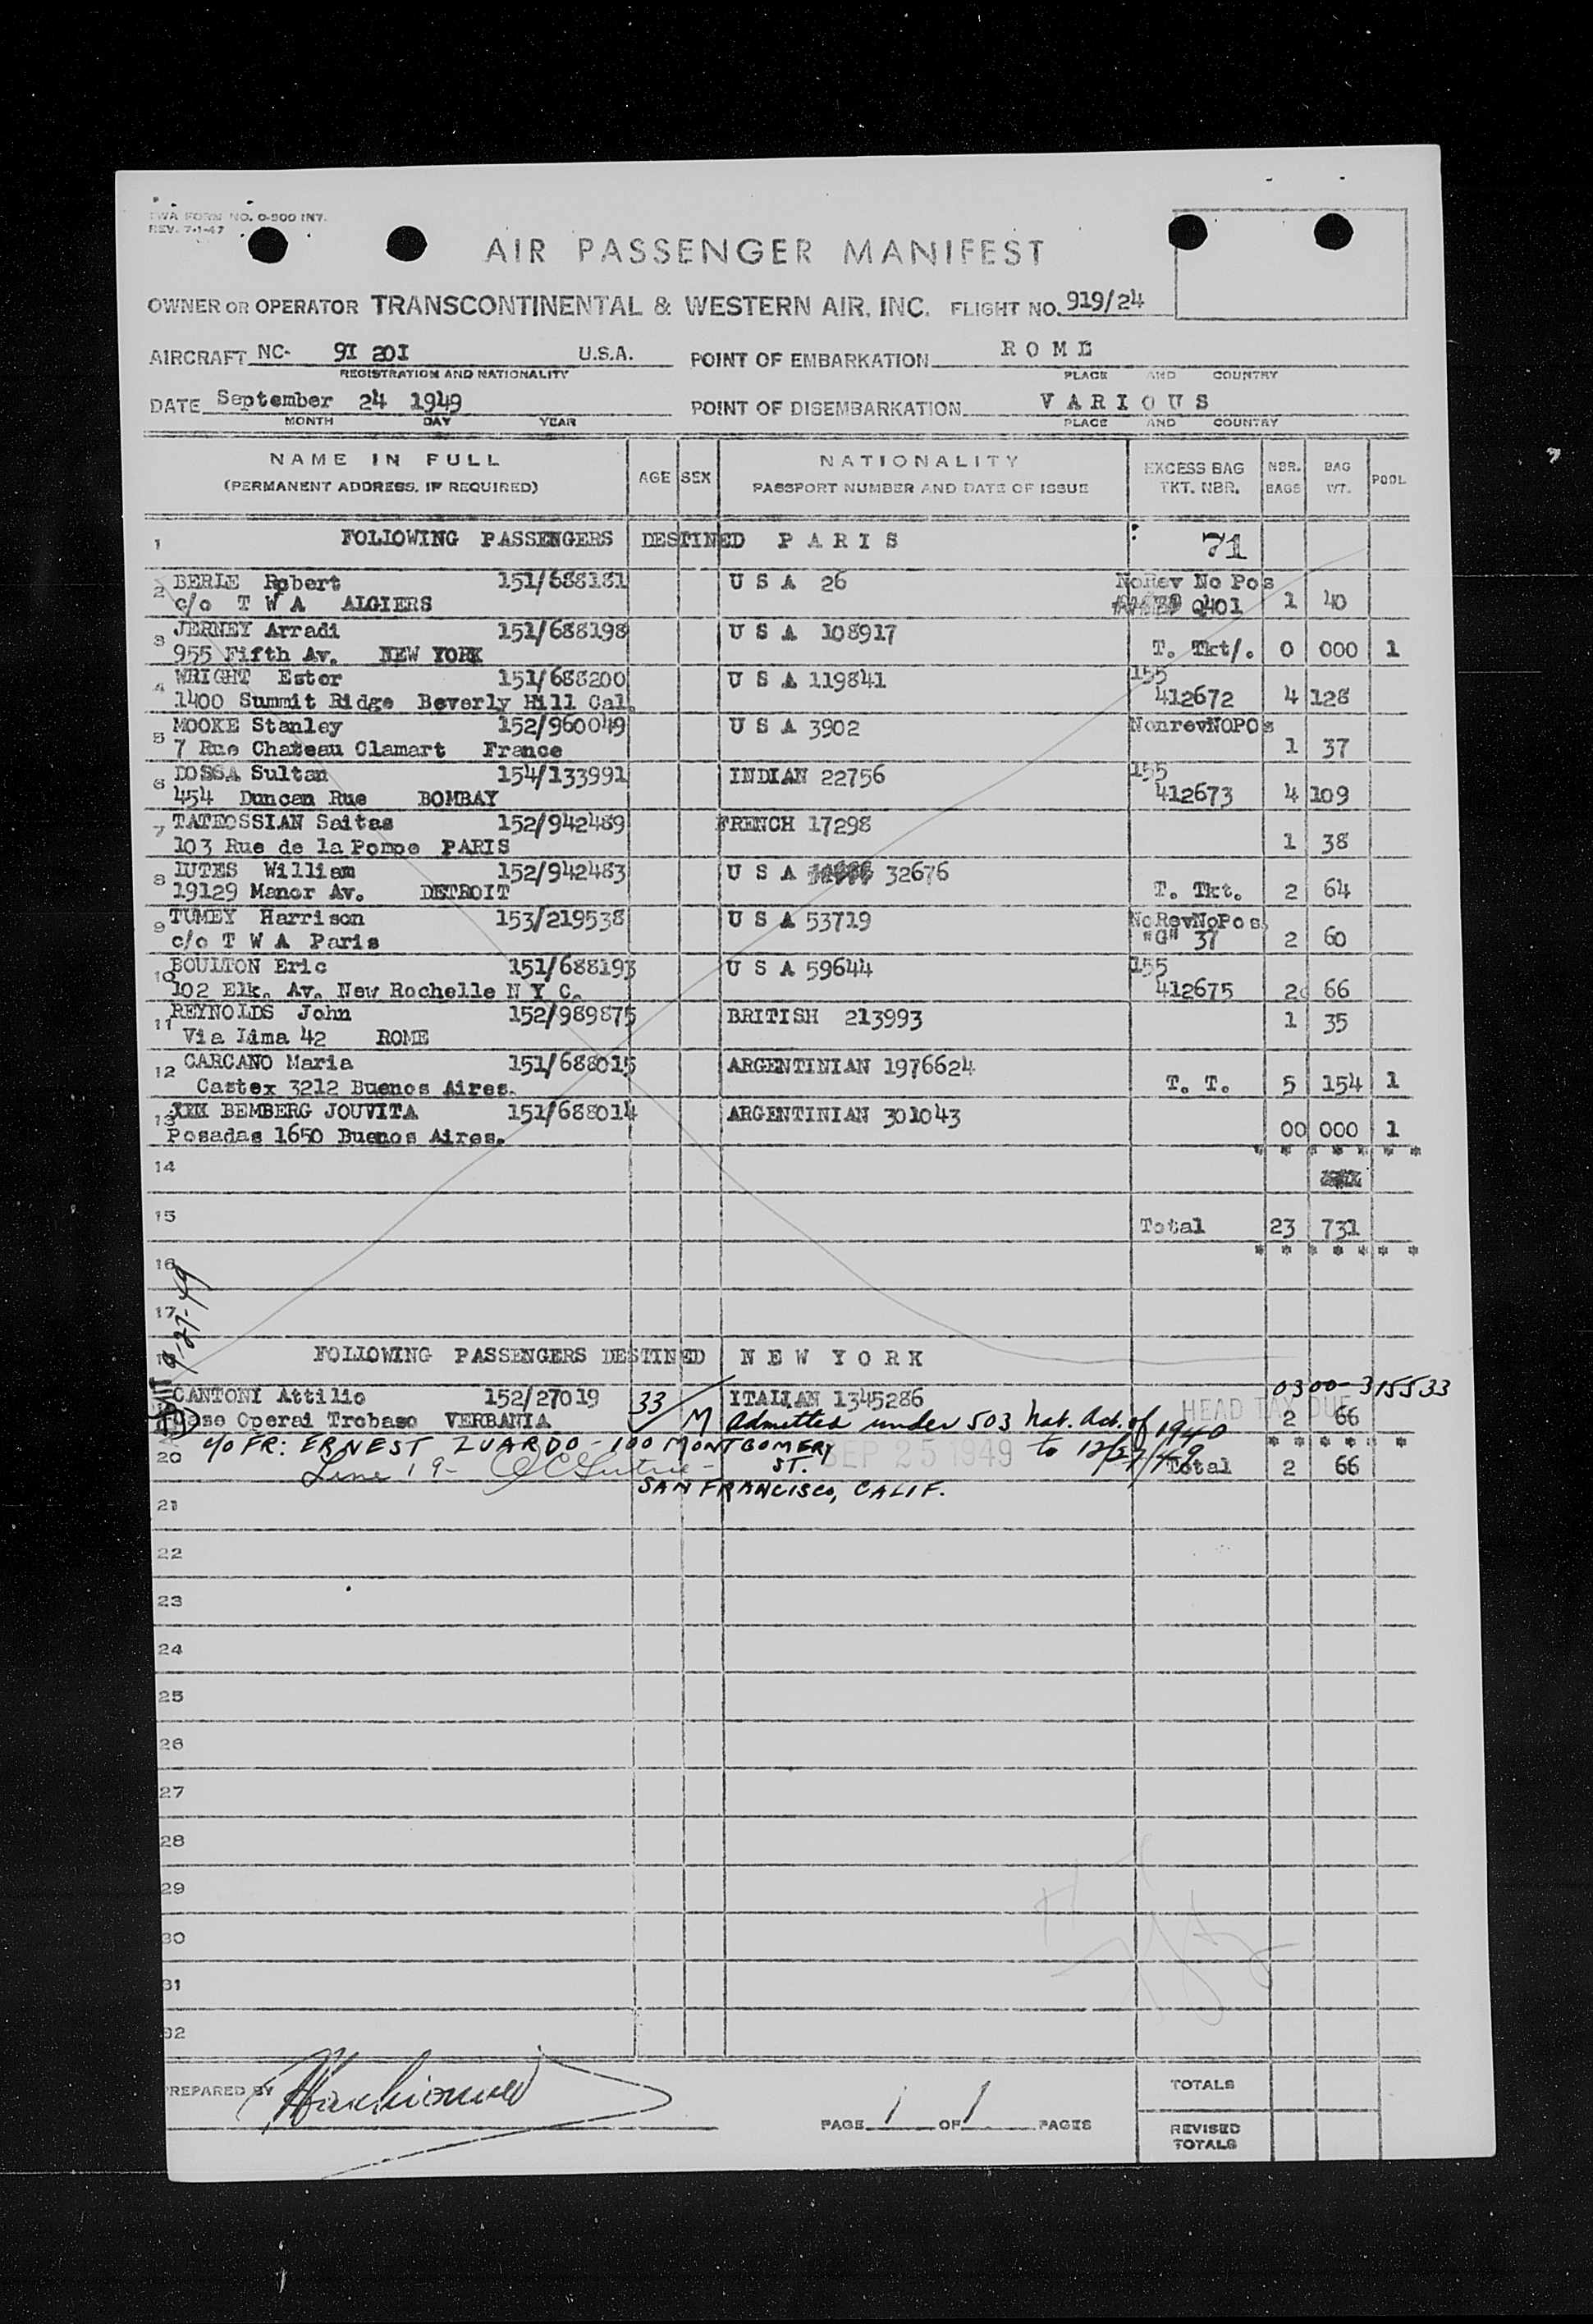 TWA FORM NO. O-900 INT.
REV. 7-1-47
AIR PASSENGER MANIFEST
OWNER OR OPERATOR TRANSCONTINENTAL & WESTERN AIR, INC. FLIGHT NO. 919/24
AIRCRAFT NC- 9I 20I U.S.A. POINT OF EMBARKATION R O M E
REGISTRATION AND NATIONALITY PLACE AND COUNTRY
DATE September 24 1949 POINT OF DISEMBARKATION V A R I O U S
MONTH DAY YEAR PLACE AND COUNTRY
NAME IN FULL AGE SEX NATIONALITY EXCESS BAG NBR. BAG POOL
(PERMANENT ADDRESS, IF REQUIRED) PASSPORT NUMBER AND DATE OF ISSUE TKT. NBR. BAGS WT.
1 FOLLOWING PASSENGERS DESTINED P A R I S 71
2 BERLE Robert 151/688181 U S A 26 NoRev No Pos
c/o T W A ALGIERS Q401 1 40
3 JERNEY Arradi 151/688198 U S A 108917
955 Fifth Av. NEW YORK T. Tkt/. 0 000 1
4 WRIGHT Ester 151/688200 U S A 119841 155
1400 Summit Ridge Beverly Hill Cal. 412672 4 128
5 MOOKE Stanley 152/960049 U S A 3902 NonrevNOPOs
7 Rue Chateau Clamart France 1 37
6 DOSSA Sultan 154/133991 INDIAN 22756 155
454 Duncan Rue BOMBAY 412673 4 109
7 TATEOSSIAN Saitas 152/942489 FRENCH 17298
103 Rue de la Pompe PARIS 1 38
8 LUTES William 152/942483 U S A 32676
19129 Manor Av. DETROIT T. Tkt. 2 64
9 TUMEY Harrison 153/219538 U S A 53719 NoRevNoPos.
c/o T W A Paris "G" 37 2 60
10 BOULTON Eric 151/688193 U S A 59644 155
102 Elk. Av. New Rochelle N Y C. 412675 2 66
11 REYNOLDS John 152/989875 BRITISH 213993 1 35
Via Lima 42 ROME
12 CARCANO Maria 151/688015 ARGENTINIAN 1976624
Castex 3212 Buenos Aires. T. T. 5 154 1
13 XXX BEMBERG JOUVITA 151/688014 ARGENTINIAN 301043
Posadas 1650 Buenos Aires. 00 000 1
* * * * * * *
14
15 Total 23 731
* * * * * * *
16
17
9-27-49
FOLLOWING PASSENGERS DESTINED N E W Y O R K
CANTONI Attilio 152/27019 33 ITALIAN 1345286 0300-315533
Case Operai Trobaso VERBANIA M Admitted under 503 Nat. Act. of 1940 HEAD TAX DUE 2 66
c/o FR: ERNEST ZUARDO - 100 MONTGOMERY SEP 25 1949 to 12/27/49 * * * * * *
20 Line 19- ST. Total 2 66
SAN FRANCISCO, CALIF.
21
22
23
24
25
26
27
28
29
30
31
32
PREPARED BY TOTALS
PAGE 1 OF 1 PAGES REVISED
TOTALS